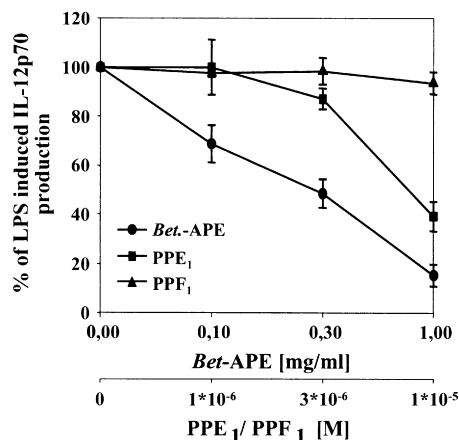 % of LPS induced IL-12p70
production
120
100
80
60
40
20
0
Bet.-APE
PPE1
PPF1
0,00 0,10 0,30 1,00
Bet-APE [mg/ml]
0 1*10-6 3*10-6 1*10-5
PPE1/ PPF1 [M]